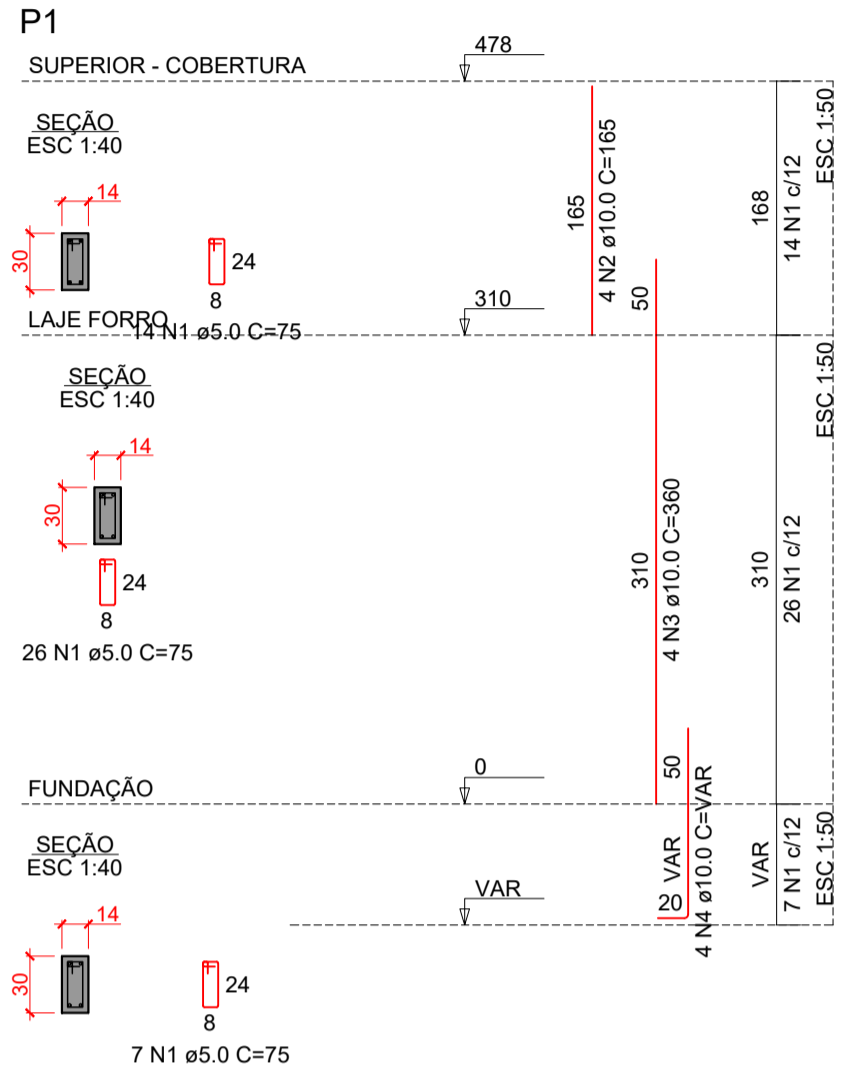 P1
SUPERIOR - COBERTURA
478
SEÇÃO
ESC 1:40
14
30
24
8
14 N1 ø5.0 C=75
165
4 N2 ø10.0 C=165
168
14 N1 c/12
ESC 1:50
LAJE FORRO
310
SEÇÃO
ESC 1:40
14
30
24
8
26 N1 ø5.0 C=75
50
310
4 N3 ø10.0 C=360
310
26 N1 c/12
ESC 1:50
FUNDAÇÃO
0
SEÇÃO
ESC 1:40
14
30
24
8
7 N1 ø5.0 C=75
VAR
50
VAR
20
4 N4 ø10.0 C=VAR
VAR
7 N1 c/12
ESC 1:50